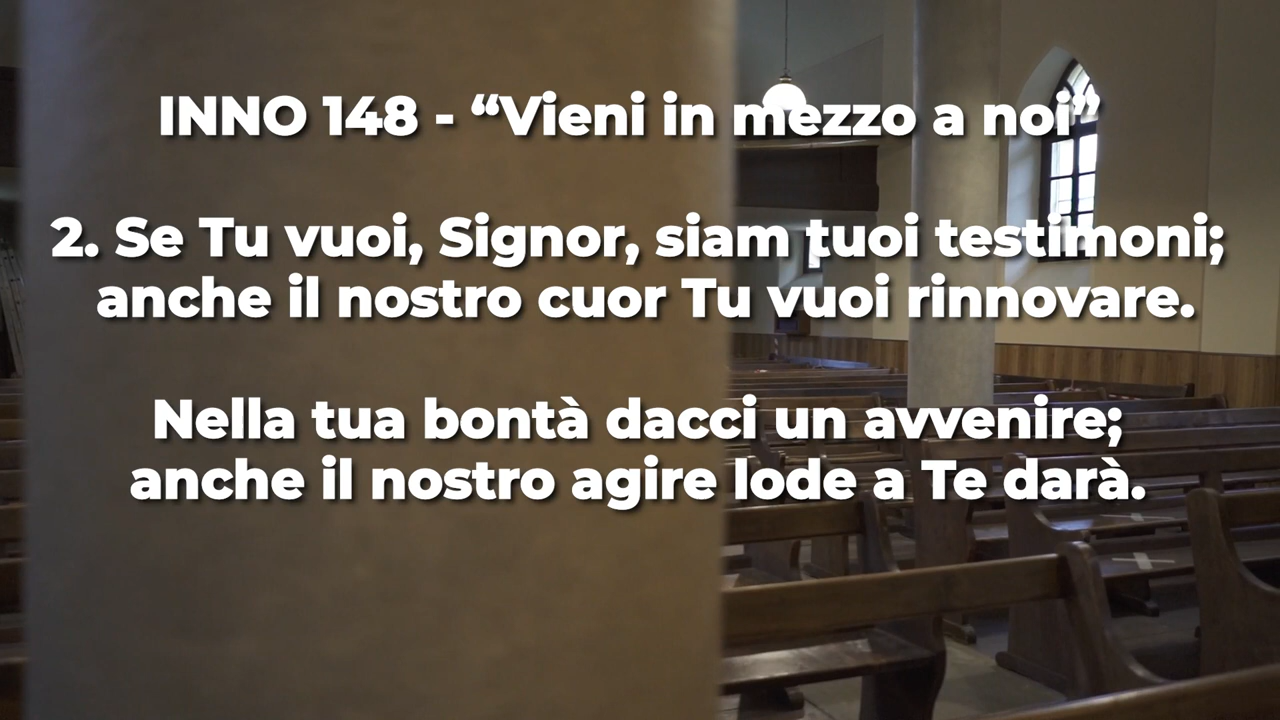 INNO 148 - “Vieni in mezzo a noi”
2. Se Tu vuoi, Signor, siam tuoi testimoni;
anche il nostro cuor Tu vuoi rinnovare.
Nella tua bontà dacci un avvenire;
anche il nostro agire lode a Te darà.